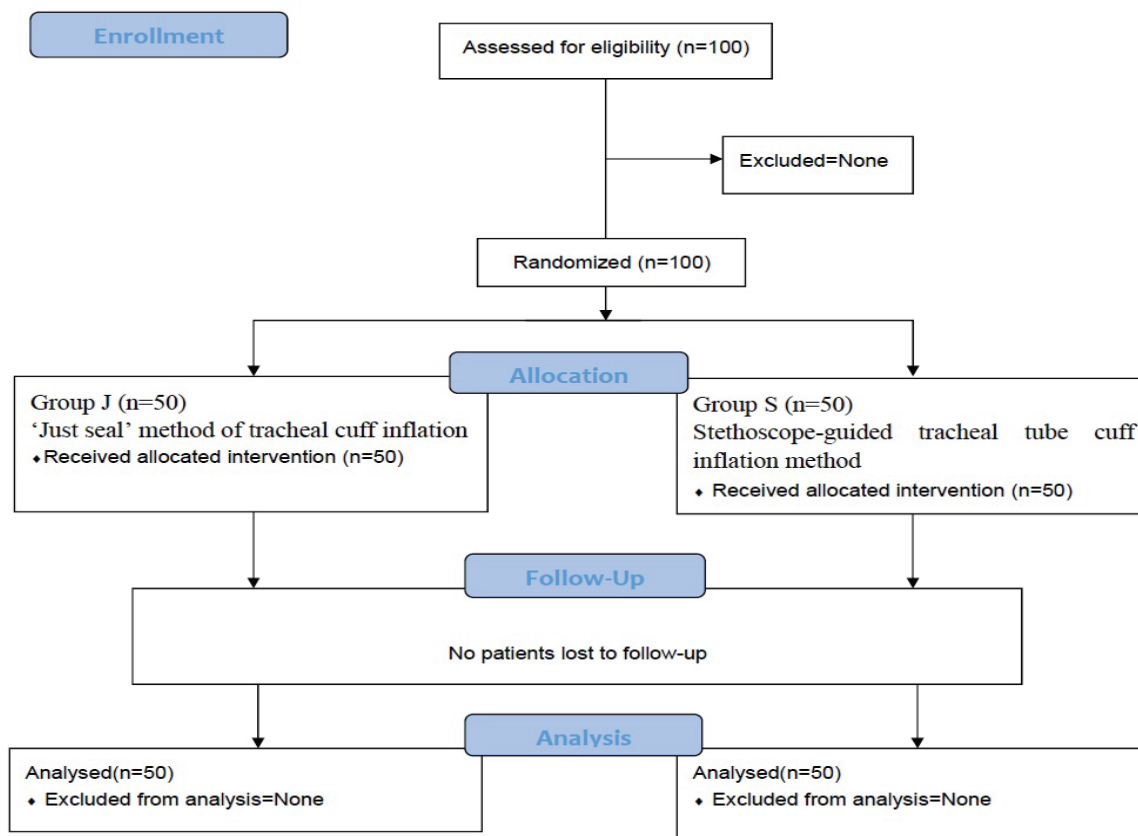 Enrollment
Assessed for eligibility (n=100)
Excluded=None
Randomized (n=100)
Allocation
Group J (n=50)
‘Just seal’ method of tracheal cuff inflation
⬧ Received allocated intervention (n=50)
Group S (n=50)
Stethoscope-guided tracheal tube cuff
inflation method
⬧ Received allocated intervention (n=50)
Follow-Up
No patients lost to follow-up
Analysis
Analysed(n=50)
⬧ Excluded from analysis=None
Analysed(n=50)
⬧ Excluded from analysis=None